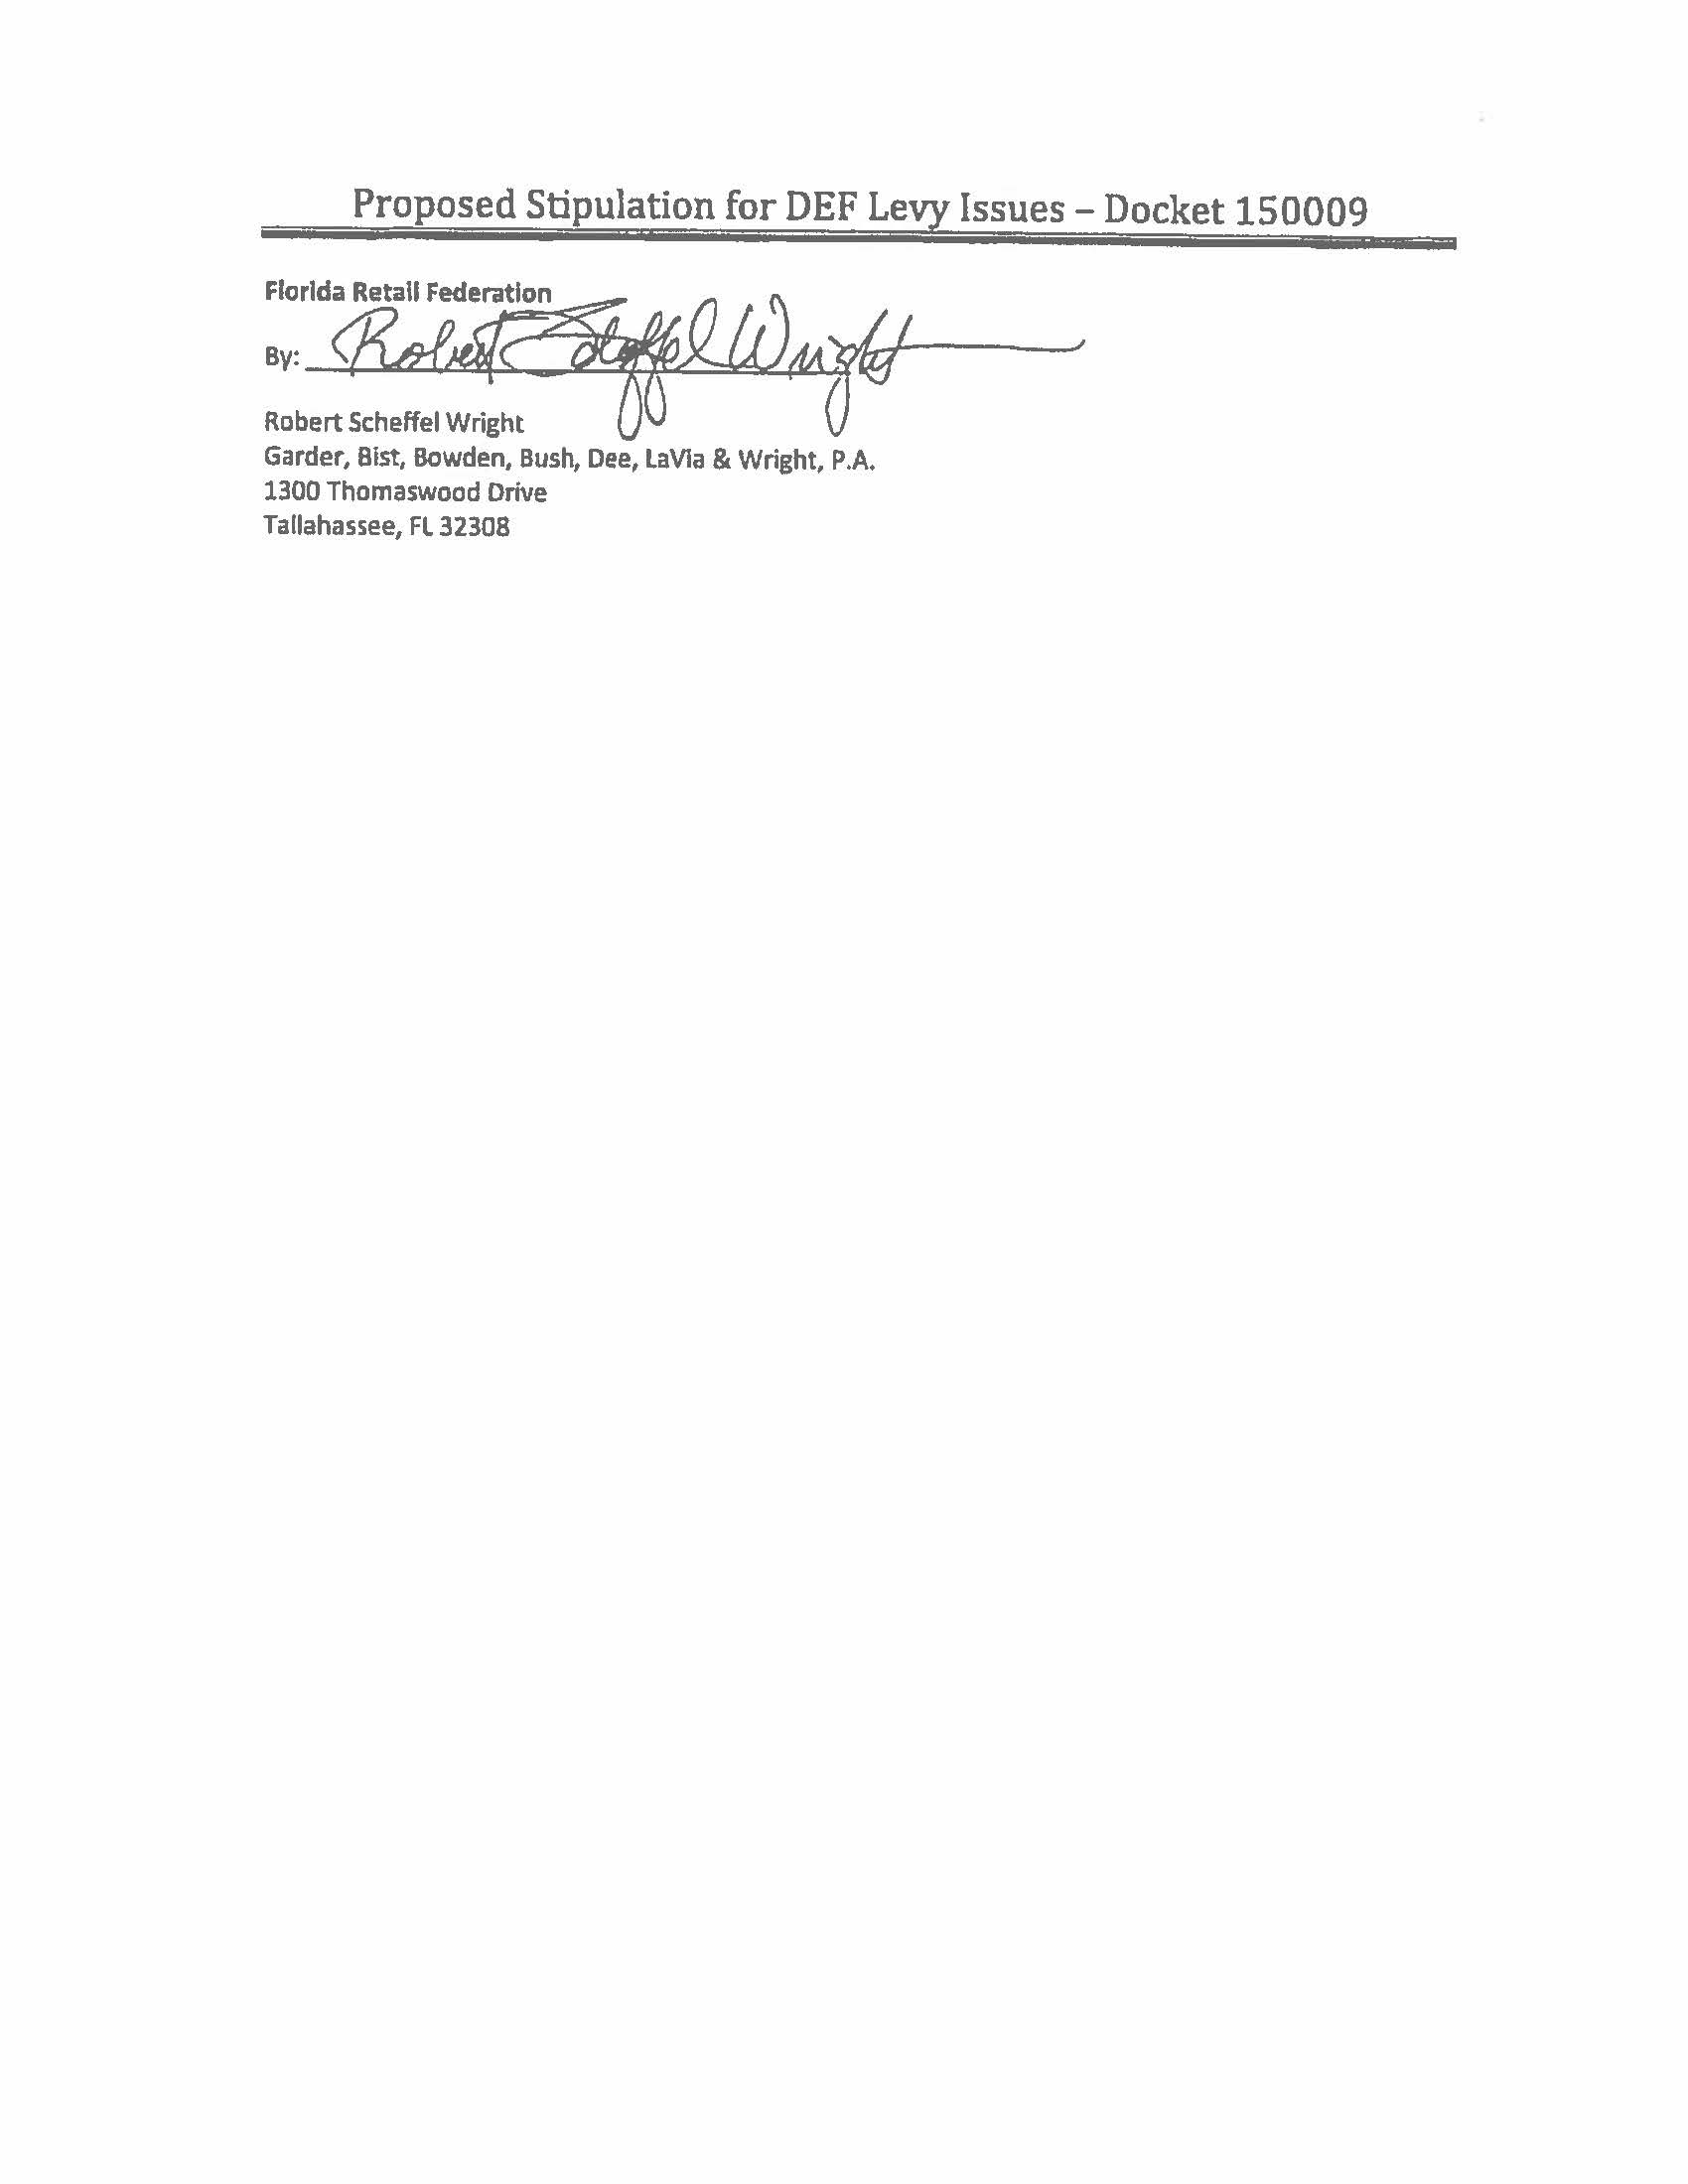 Proposed Stipulation for DEF Levy Issues – Docket 150009
Florida Retail Federation
By: Robert Scheffel Wright
Robert Scheffel Wright
Garder, Bist, Bowden, Bush, Dee, LaVia & Wright, P.A.
1300 Thomaswood Drive
Tallahassee, FL 32308